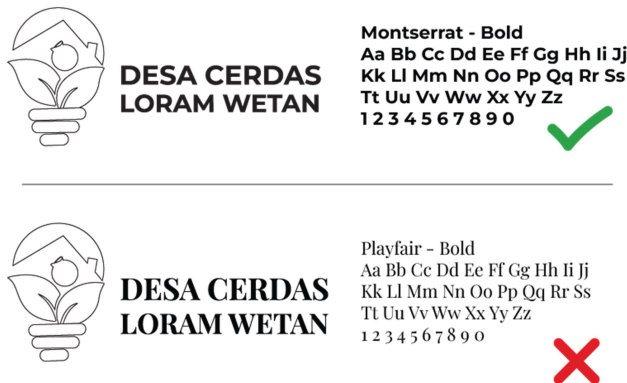 DESA CERDAS
LORAM WETAN
Montserrat - Bold
Aa Bb Cc Dd Ee Ff Gg Hh Ii Jj
Kk Ll Mm Nn Oo Pp Qq Rr Ss
Tt Uu Vv Ww Xx Yy Zz
1 2 3 4 5 6 7 8 9 0
DESA CERDAS
LORAM WETAN
Playfair - Bold
Aa Bb Cc Dd Ee Ff Gg Hh Ii Jj
Kk Ll Mm Nn Oo Pp Qq Rr Ss
Tt Uu Vv Ww Xx Yy Zz
1 2 3 4 5 6 7 8 9 0